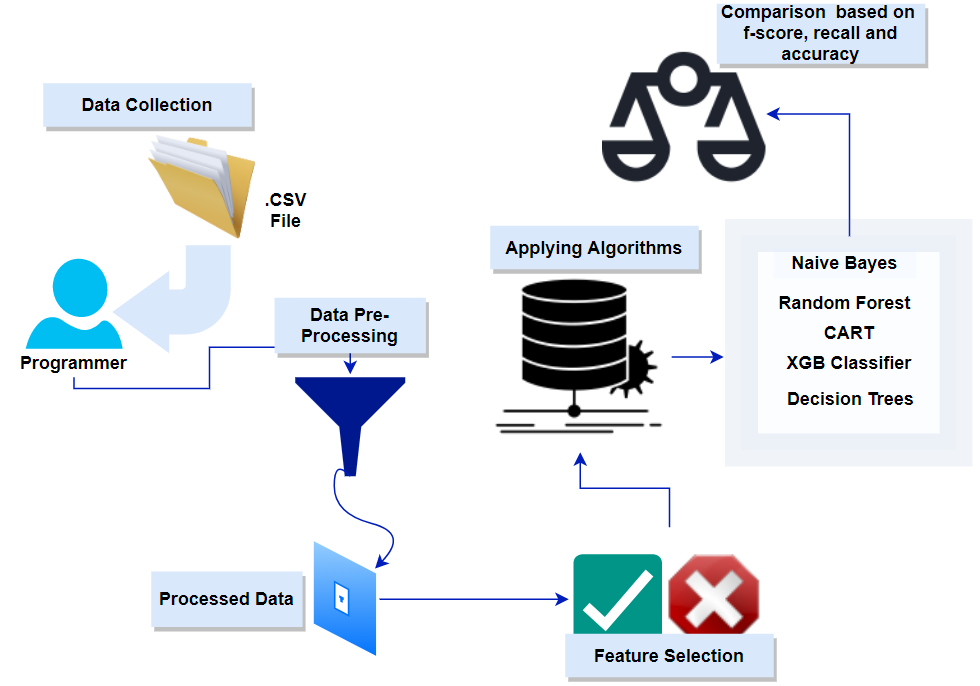 Data Collection
.CSV
File
Programmer
Data Pre-
Processing
Processed Data
Feature Selection
Applying Algorithms
Naive Bayes
Random Forest
CART
XGB Classifier
Decision Trees
Comparison based on
f-score, recall and
accuracy